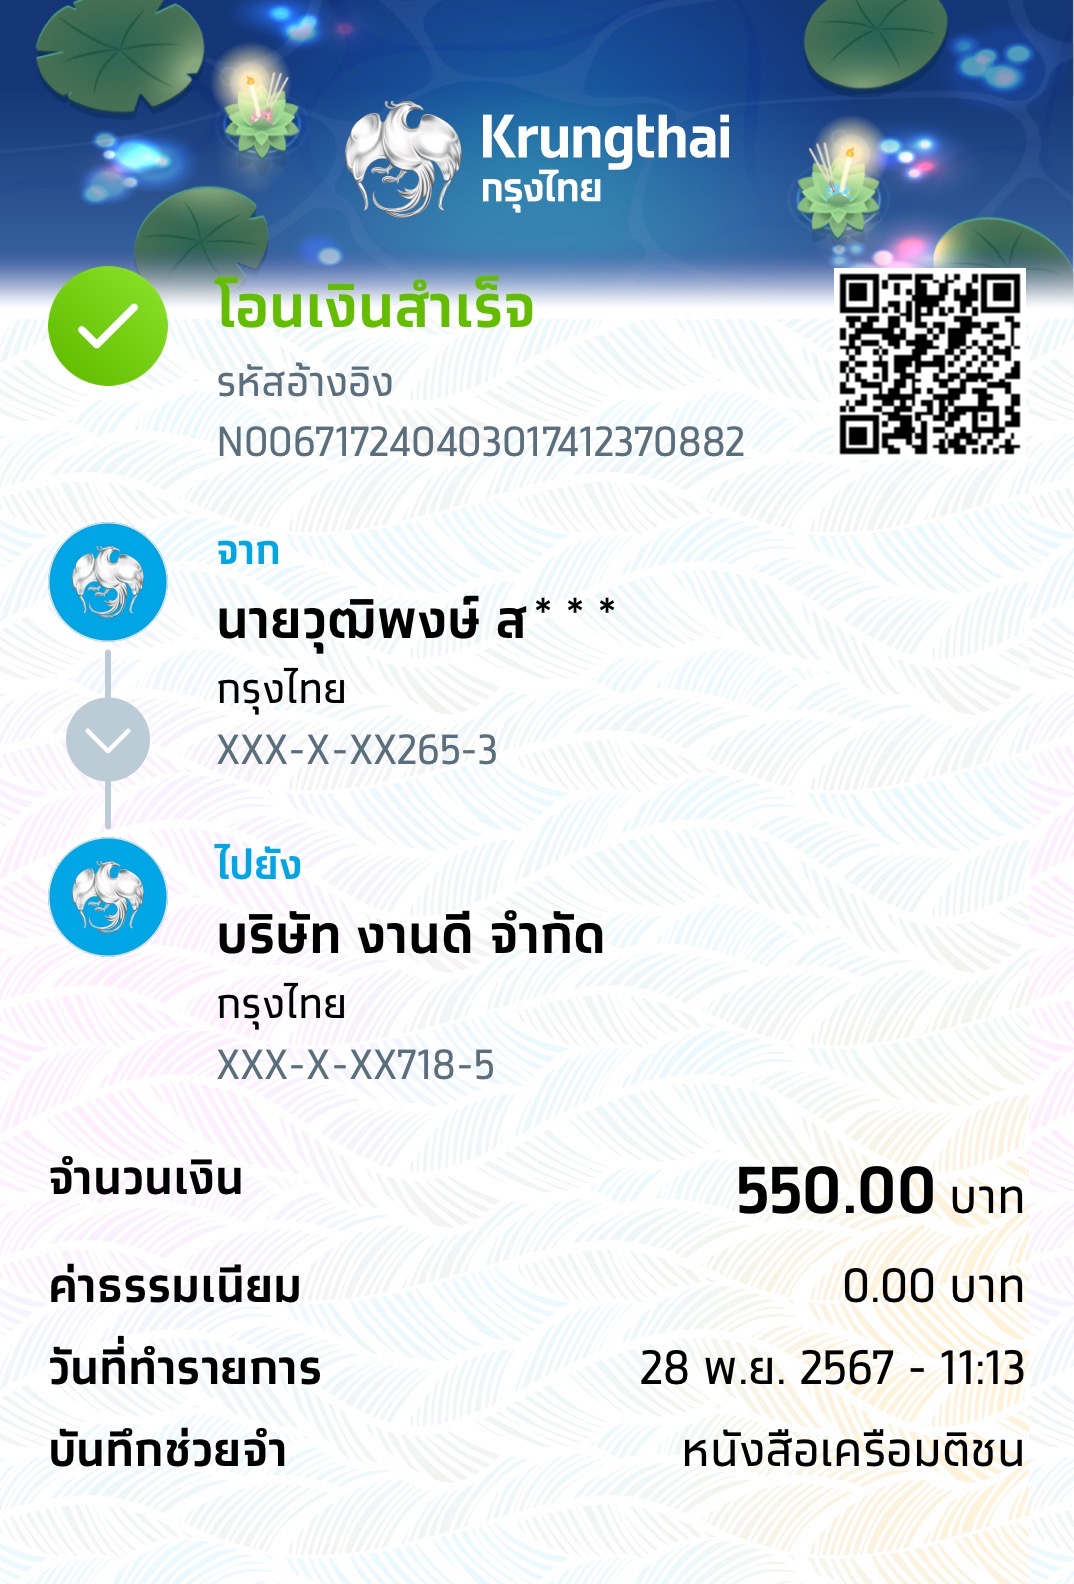 Krungthai
กรุงไทย
โอนเงินสำเร็จ
รหัสอ้างอิง
N00671724040301741237O882
จาก
นายวุฒิพงษ์ ส***
กรุงไทย
XXX-X-XX265-3
ไปยัง
บริษัท งานดี จำกัด
กรุงไทย
XXX-X-XX718-5
จำนวนเงิน 550.00 บาท
ค่าธรรมเนียม 0.00 บาท
วันที่ทำรายการ 28 พ.ย. 2567 - 11:13
บันทึกช่วยจำ หนังสือเครือมติชน